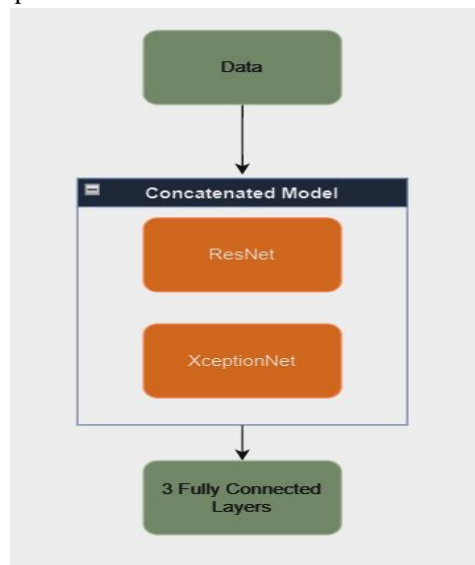 Data
Concatenated Model
ResNet
XceptionNet
3 Fully Connected
Layers